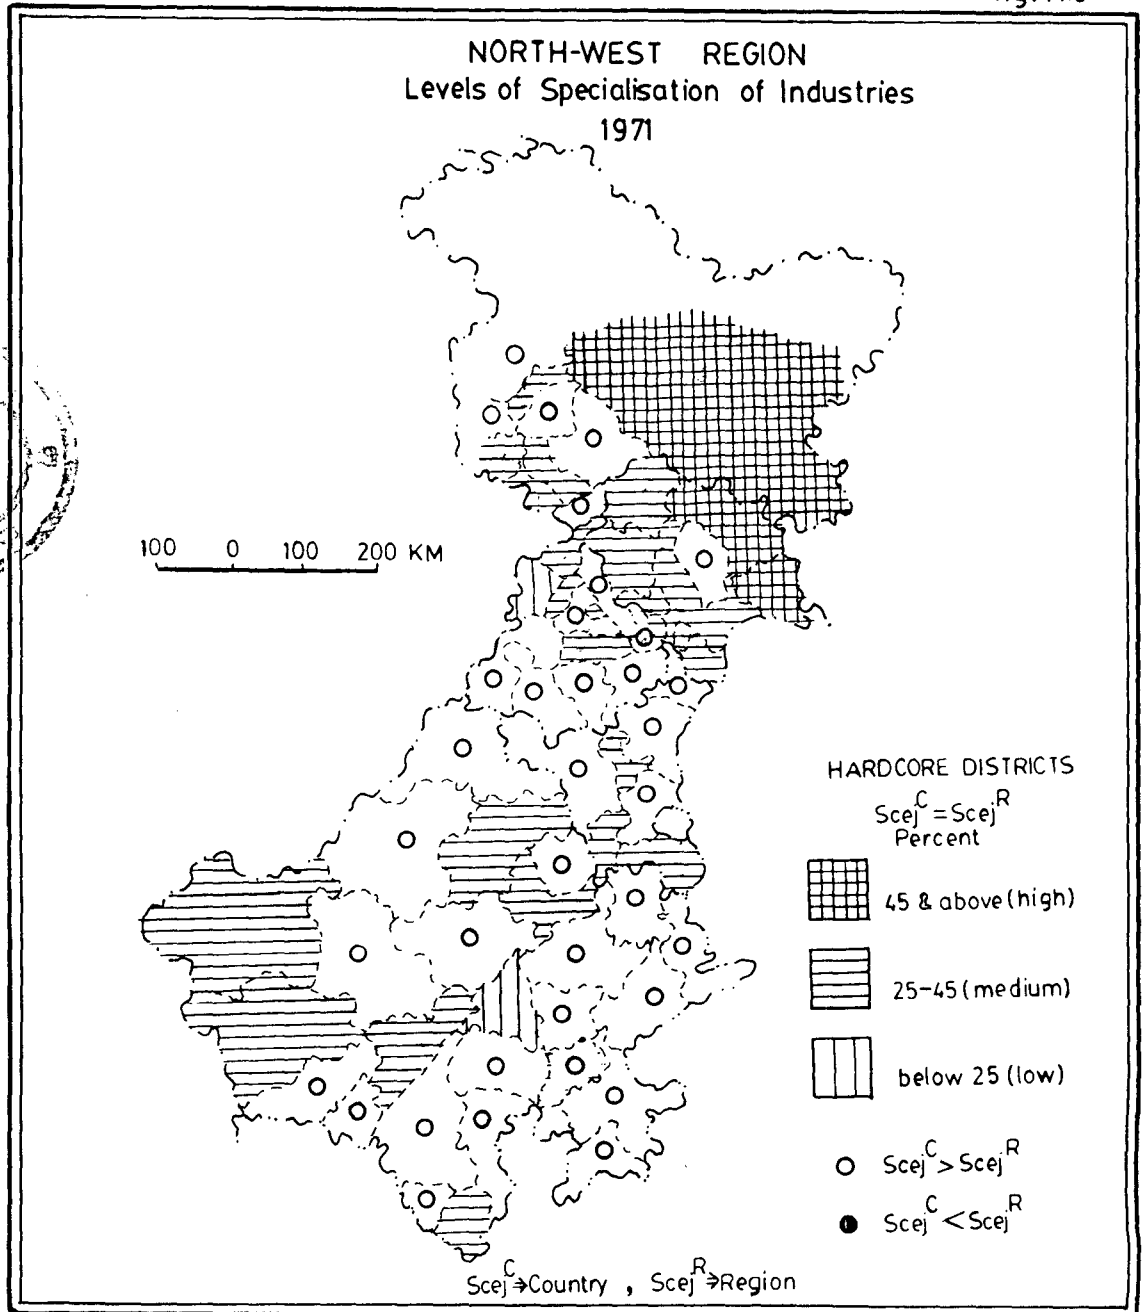 NORTH-WEST REGION
Levels of Specialisation of Industries
1971
100 0 100 200 KM
HARDCORE DISTRICTS
Scej^C = Scej^R
Percent
45 & above (high)
25-45 (medium)
below 25 (low)
Scej^C > Scej^R
Scej^C < Scej^R
Scej^C → Country , Scej^R → Region